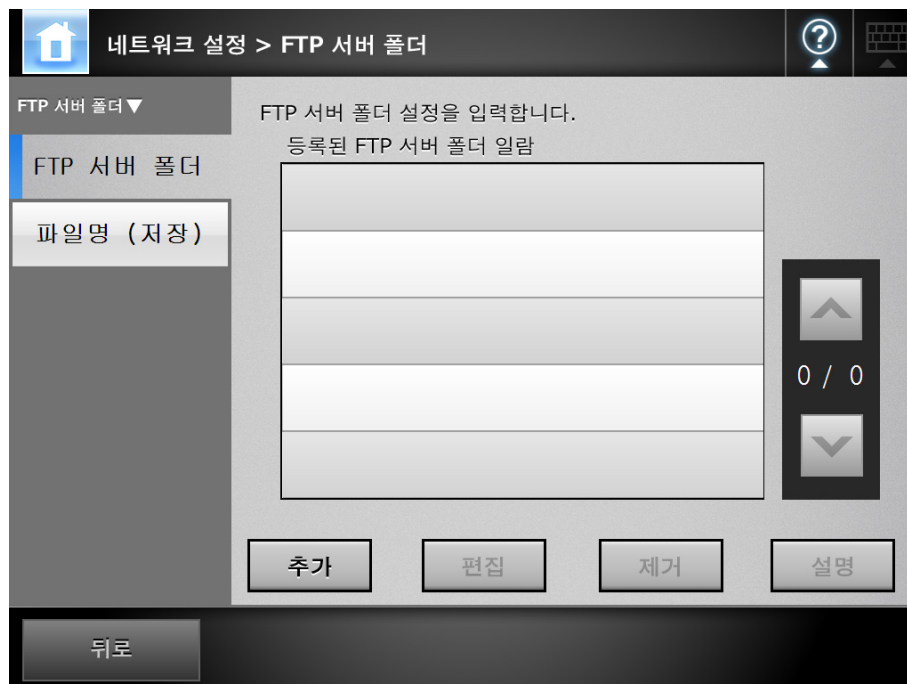 네트워크 설정 > FTP 서버 폴더
?
FTP 서버 폴더▼
FTP 서버 폴더
파일명 (저장)
FTP 서버 폴더 설정을 입력합니다.
등록된 FTP 서버 폴더 일람
0 / 0
추가
편집
제거
설명
뒤로